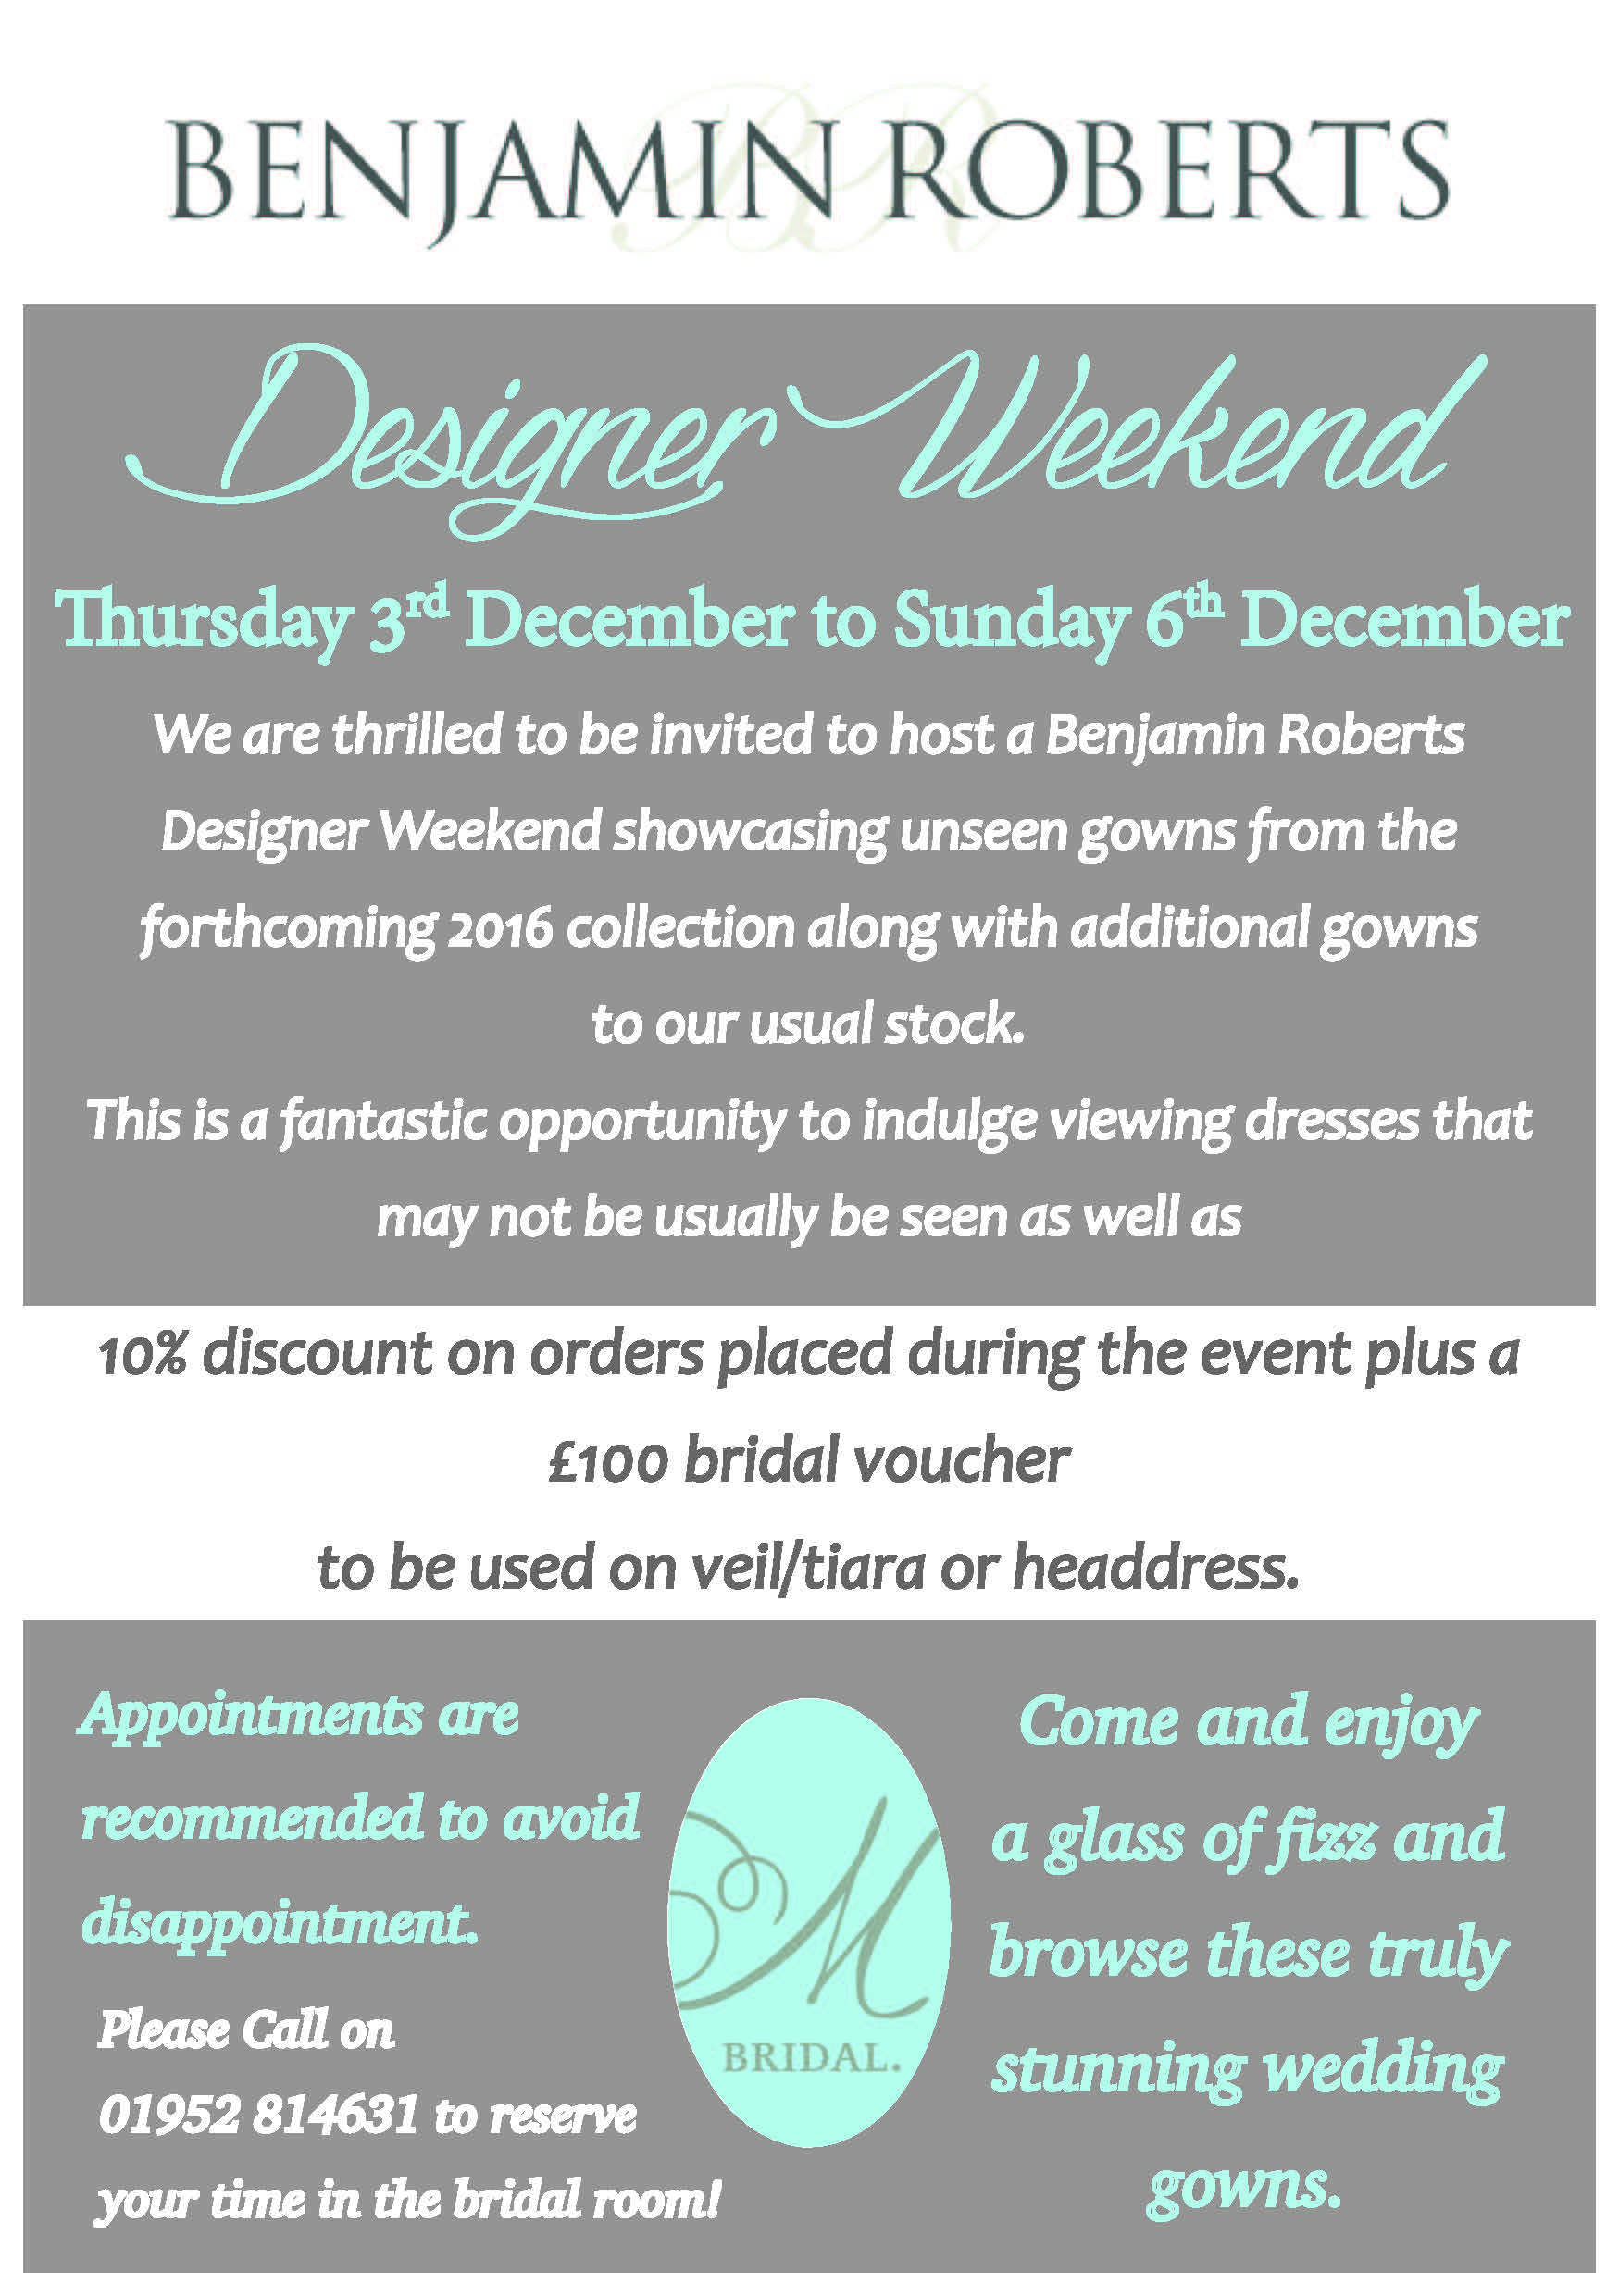 BENJAMIN ROBERTS
BR
Designer Weekend
Thursday 3rd December to Sunday 6th December
We are thrilled to be invited to host a Benjamin Roberts
Designer Weekend showcasing unseen gowns from the
forthcoming 2016 collection along with additional gowns
to our usual stock.
This is a fantastic opportunity to indulge viewing dresses that
may not be usually be seen as well as
10% discount on orders placed during the event plus a
£100 bridal voucher
to be used on veil/tiara or headdress.
Appointments are
recommended to avoid
disappointment.
Please Call on
01952 814631 to reserve
your time in the bridal room!
M
BRIDAL.
Come and enjoy
a glass of fizz and
browse these truly
stunning wedding
gowns.